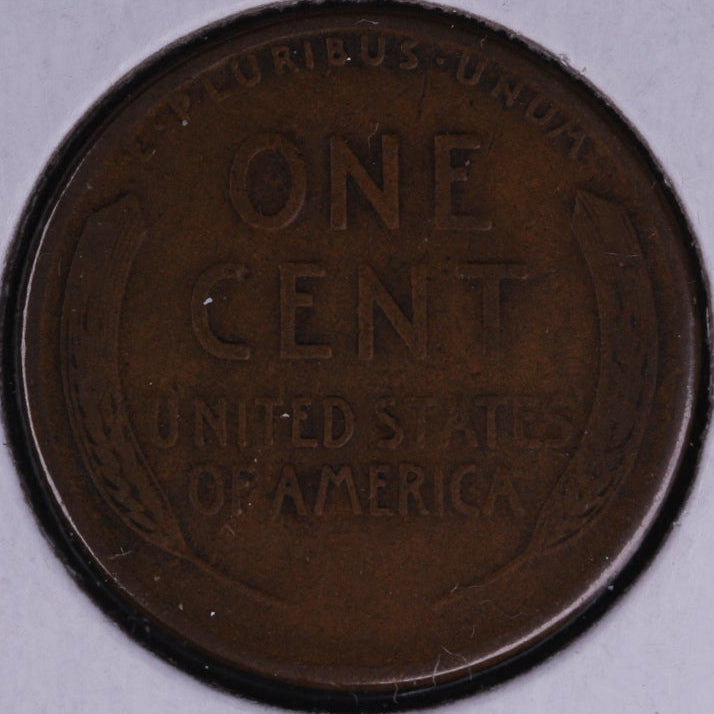 E·PLURIBUS·UNUM
ONE
CENT
UNITED STATES
OF AMERICA